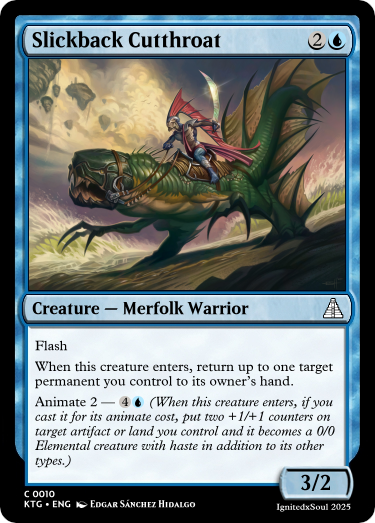 Slickback Cutthroat 2
Creature — Merfolk Warrior
Flash
When this creature enters, return up to one target
permanent you control to its owner's hand.
Animate 2 — 4 (When this creature enters, if you
cast it for its animate cost, put two +1/+1 counters on
target artifact or land you control and it becomes a 0/0
Elemental creature with haste in addition to its other
types.)
3/2
C 0010
KTG • ENG Edgar Sánchez Hidalgo
IgnitedxSoul 2025